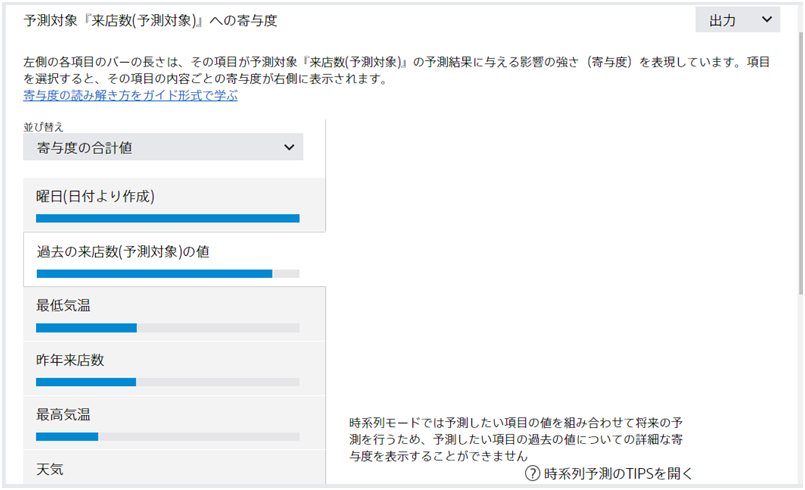 予測対象『来店数(予測対象)』への寄与度
出力
左側の各項目のバーの長さは、その項目が予測対象『来店数(予測対象)』の予測結果に与える影響の強さ（寄与度）を表現しています。項目
を選択すると、その項目の内容ごとの寄与度が右側に表示されます。
寄与度の読み解き方をガイド形式で学ぶ
並び替え
寄与度の合計値
曜日(日付より作成)
過去の来店数(予測対象)の値
最低気温
昨年来店数
最高気温
天気
時系列モードでは予測したい項目の値を組み合わせて将来の予
測を行うため、予測したい項目の過去の値についての詳細な寄
与度を表示することができません
?時系列予測のTIPSを開く